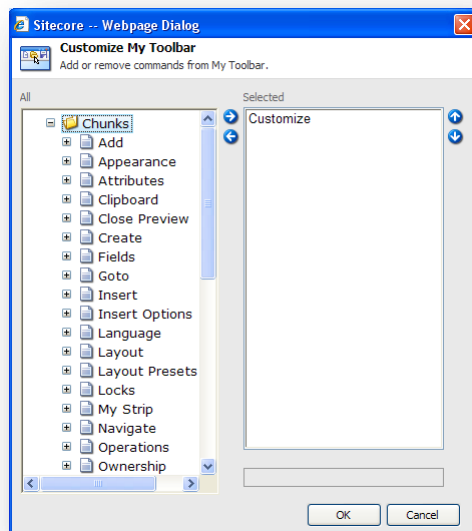 Sitecore -- Webpage Dialog
Customize My Toolbar
Add or remove commands from My Toolbar.
All
Selected
Chunks
Add
Appearance
Attributes
Clipboard
Close Preview
Create
Fields
Goto
Insert
Insert Options
Language
Layout
Layout Presets
Locks
My Strip
Navigate
Operations
Ownership
Customize
OK
Cancel